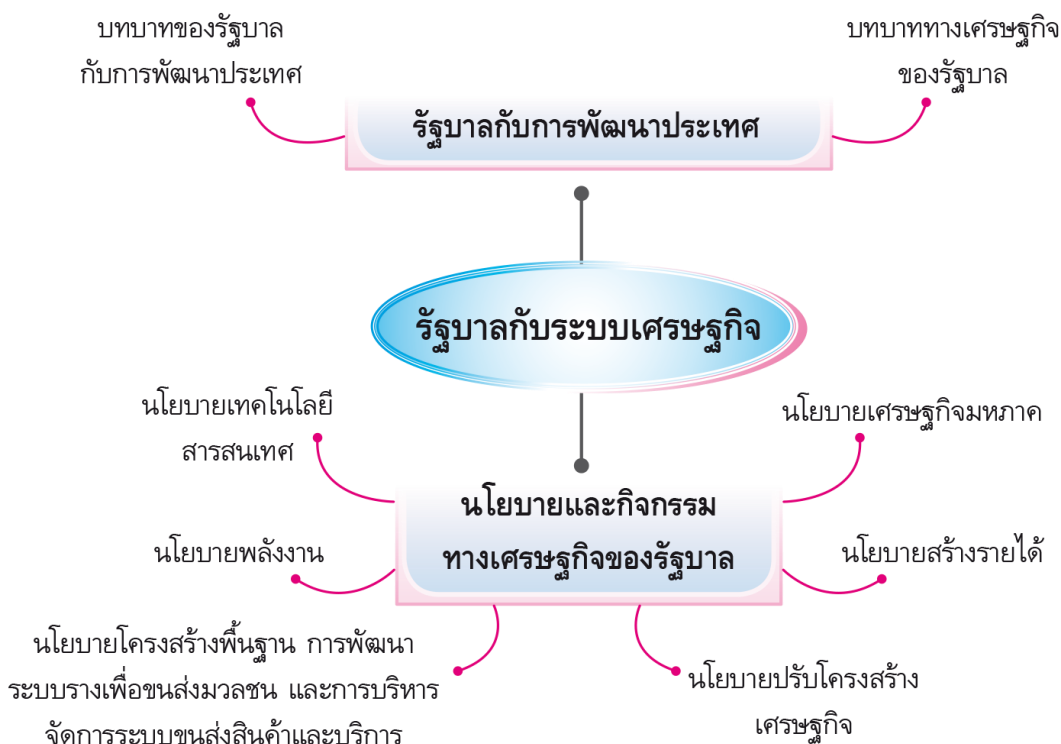 บทบาทของรัฐบาล
กับการพัฒนาประเทศ
บทบาททางเศรษฐกิจ
ของรัฐบาล
รัฐบาลกับการพัฒนาประเทศ
รัฐบาลกับระบบเศรษฐกิจ
นโยบายเทคโนโลยี
สารสนเทศ
นโยบายเศรษฐกิจมหภาค
นโยบายและกิจกรรม
ทางเศรษฐกิจของรัฐบาล
นโยบายพลังงาน
นโยบายสร้างรายได้
นโยบายโครงสร้างพื้นฐาน การพัฒนา
ระบบรางเพื่อขนส่งมวลชน และการบริหาร
จัดการระบบขนส่งสินค้าและบริการ
นโยบายปรับโครงสร้าง
เศรษฐกิจ